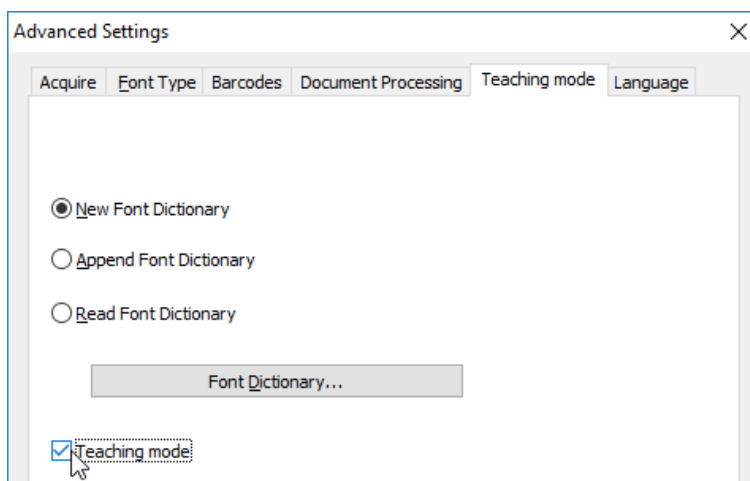 Advanced Settings
Acquire Font Type Barcodes Document Processing Teaching mode Language
New Font Dictionary
Append Font Dictionary
Read Font Dictionary
Font Dictionary...
Teaching mode